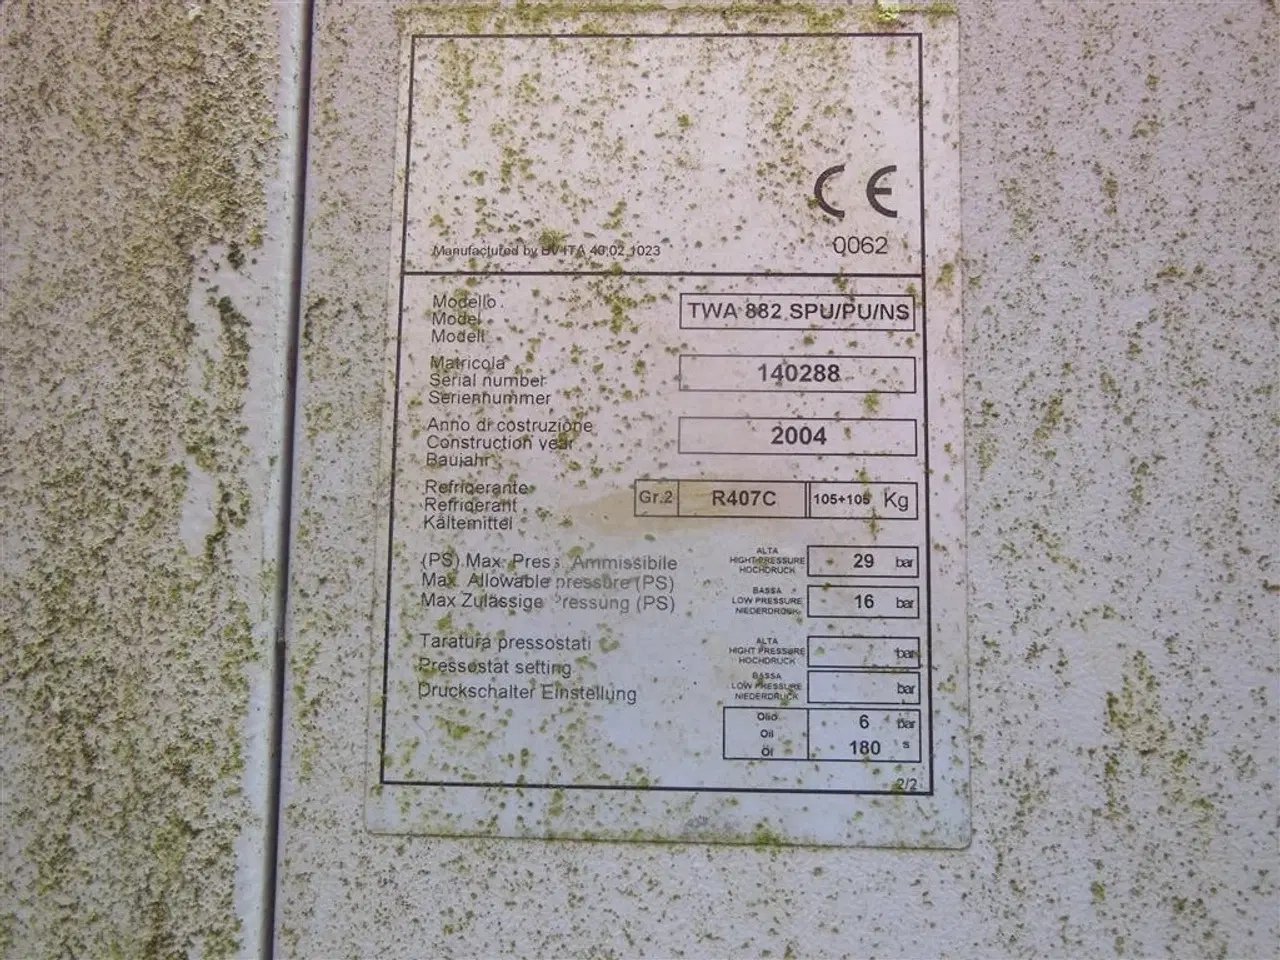 CE
0062
Manufactured by UV-ITA 40.02.1023
Modello
Model
Modell
TWA 882 SPU/PU/NS
Matricola
Serial number
Seriennummer
140288
Anno di costruzione
Construction year
Baujahr
2004
Refrigerante
Refrigerant
Kältemittel
Gr.2 R407C 105+105 Kg
(PS) Max. Press. Ammissibile
Max. Allowable pressure (PS)
Max Zulässige Pressung (PS)
ALTA
HIGHT PRESSURE
HOCHDRUCK
29 bar
BASSA
LOW PRESSURE
NIEDERDRUCK
16 bar
Taratura pressostati
Pressostat setting
Druckschalter Einstellung
ALTA
HIGHT PRESSURE
HOCHDRUCK
bar
BASSA
LOW PRESSURE
NIEDERDRUCK
bar
Olio
Oil
Öl
6 bar
180 s
2/2